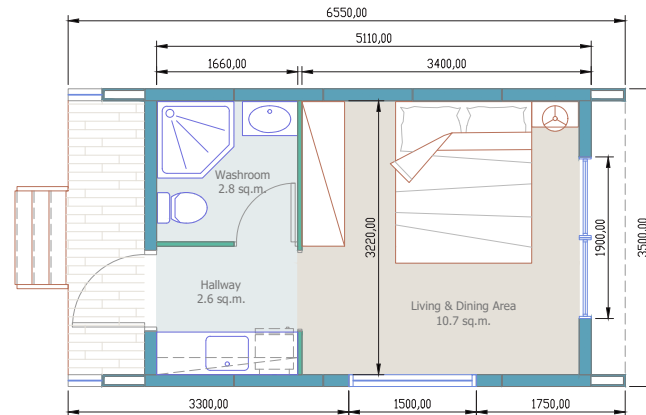 6550,00
5110,00
1660,00
3400,00
Washroom
2.8 sq.m.
3220,00
1900,00
3500,00
Hallway
2.6 sq.m.
Living & Dining Area
10.7 sq.m.
3300,00
1500,00
1750,00